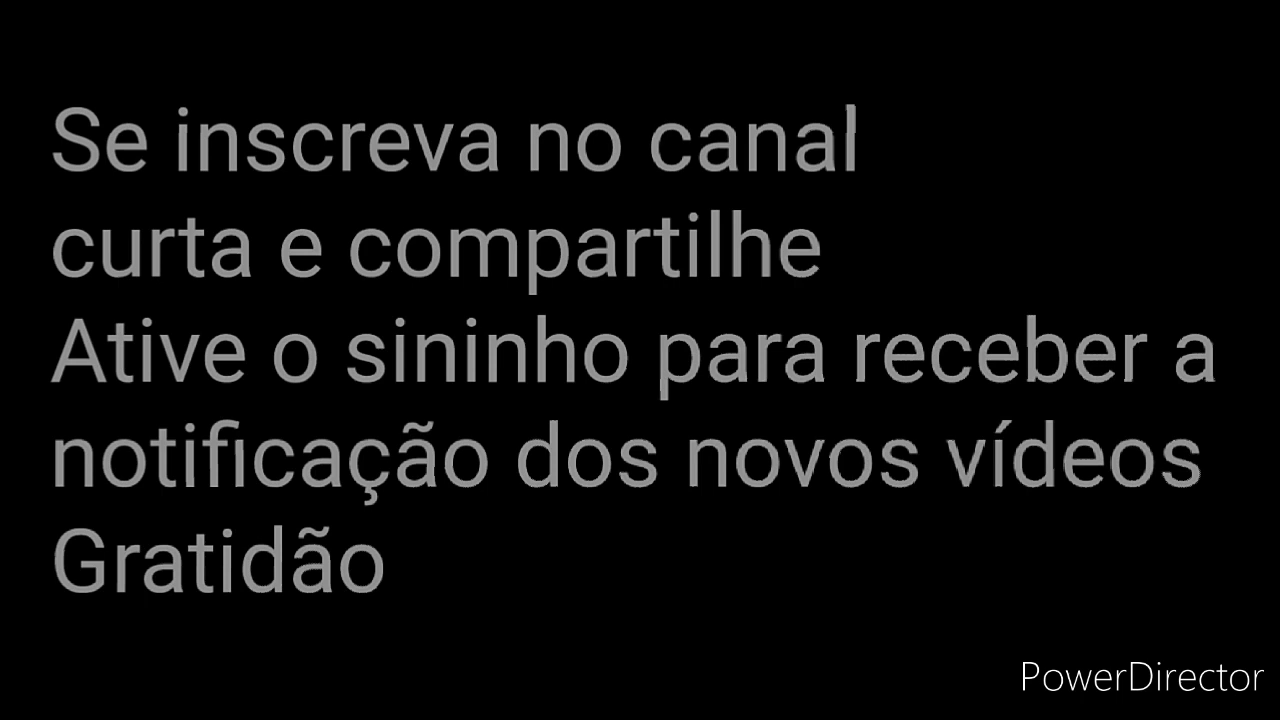 Se inscreva no canal
curta e compartilhe
Ative o sininho para receber a
notificação dos novos vídeos
Gratidão
PowerDirector